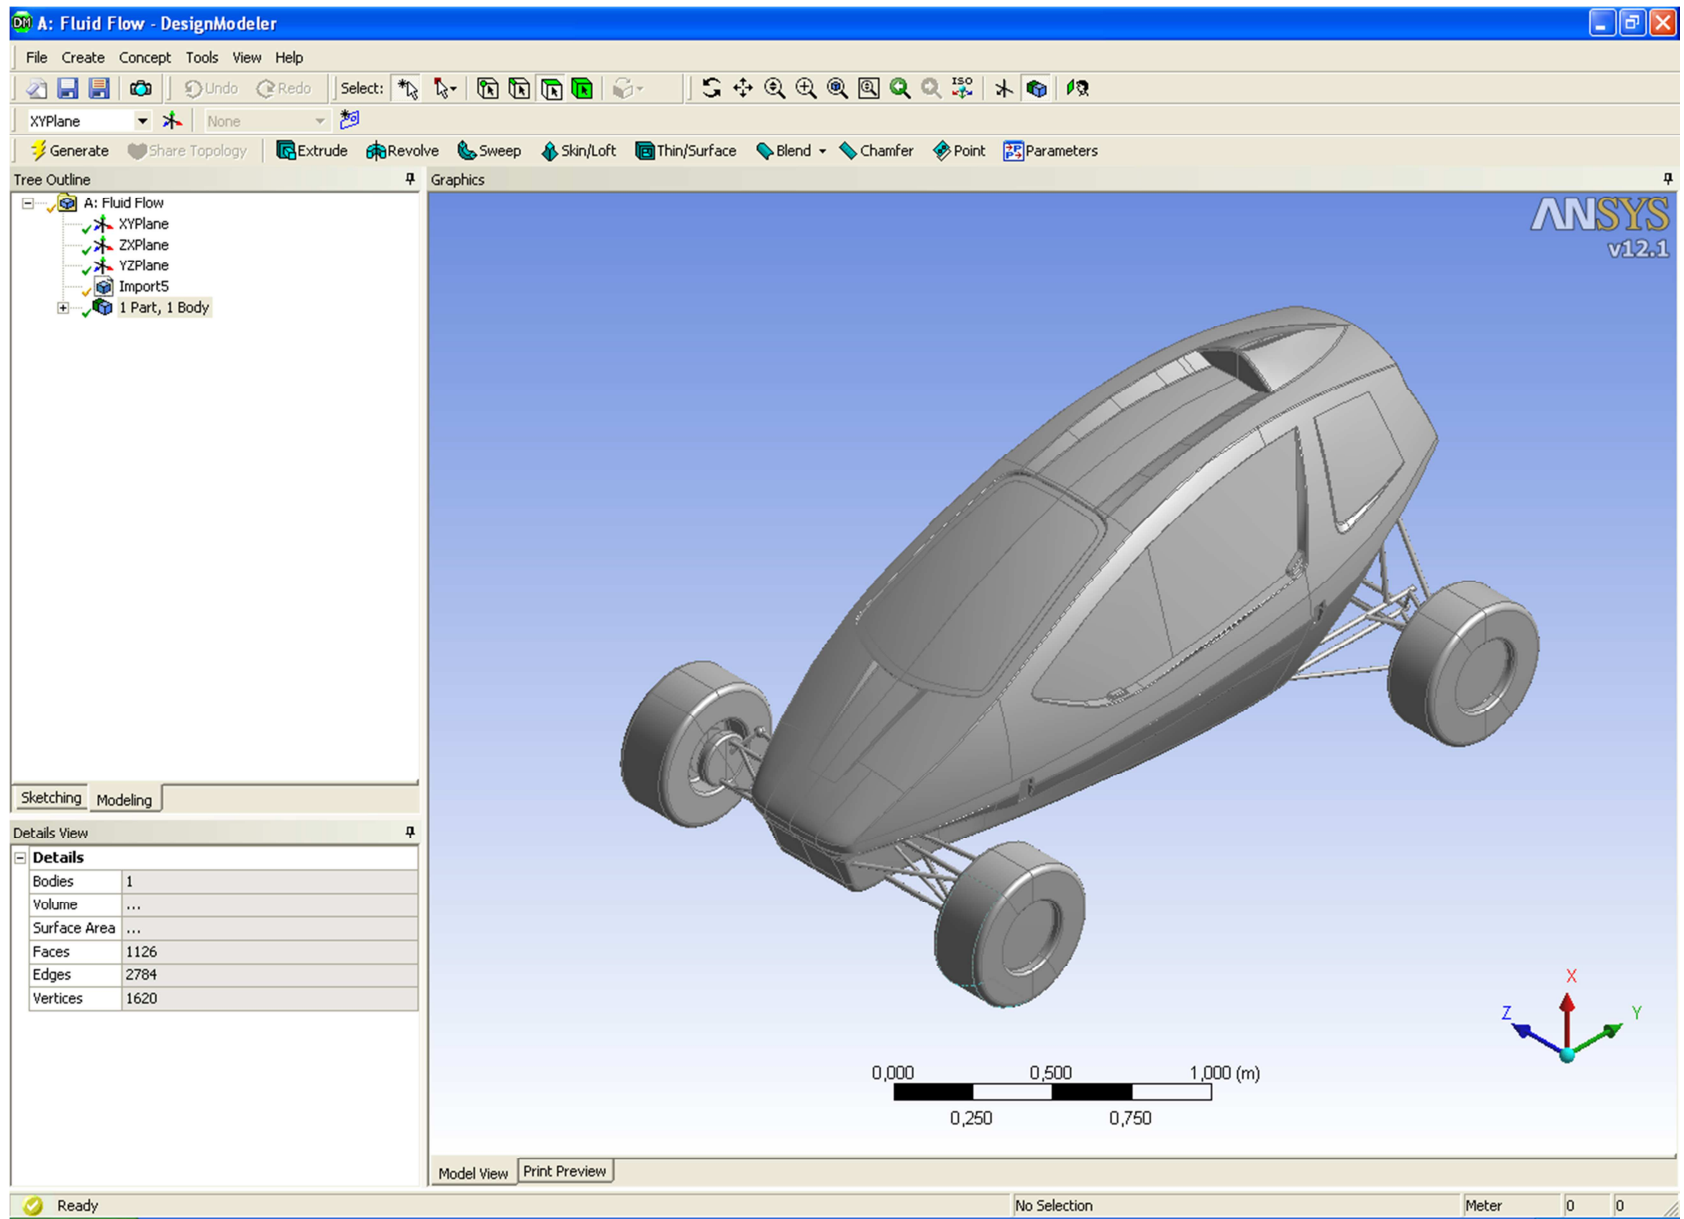 A: Fluid Flow - DesignModeler
File Create Concept Tools View Help
Undo Redo Select: ISO
XYPlane None
Generate Share Topology Extrude Revolve Sweep Skin/Loft Thin/Surface Blend Chamfer Point Parameters
Tree Outline
A: Fluid Flow
XYPlane
ZXPlane
YZPlane
Import5
1 Part, 1 Body
Sketching Modeling
Details View
Details
Bodies 1
Volume ...
Surface Area ...
Faces 1126
Edges 2784
Vertices 1620
Graphics
ANSYS
v12.1
X
Z Y
0,000 0,500 1,000 (m)
0,250 0,750
Model View Print Preview
Ready No Selection Meter 0 0